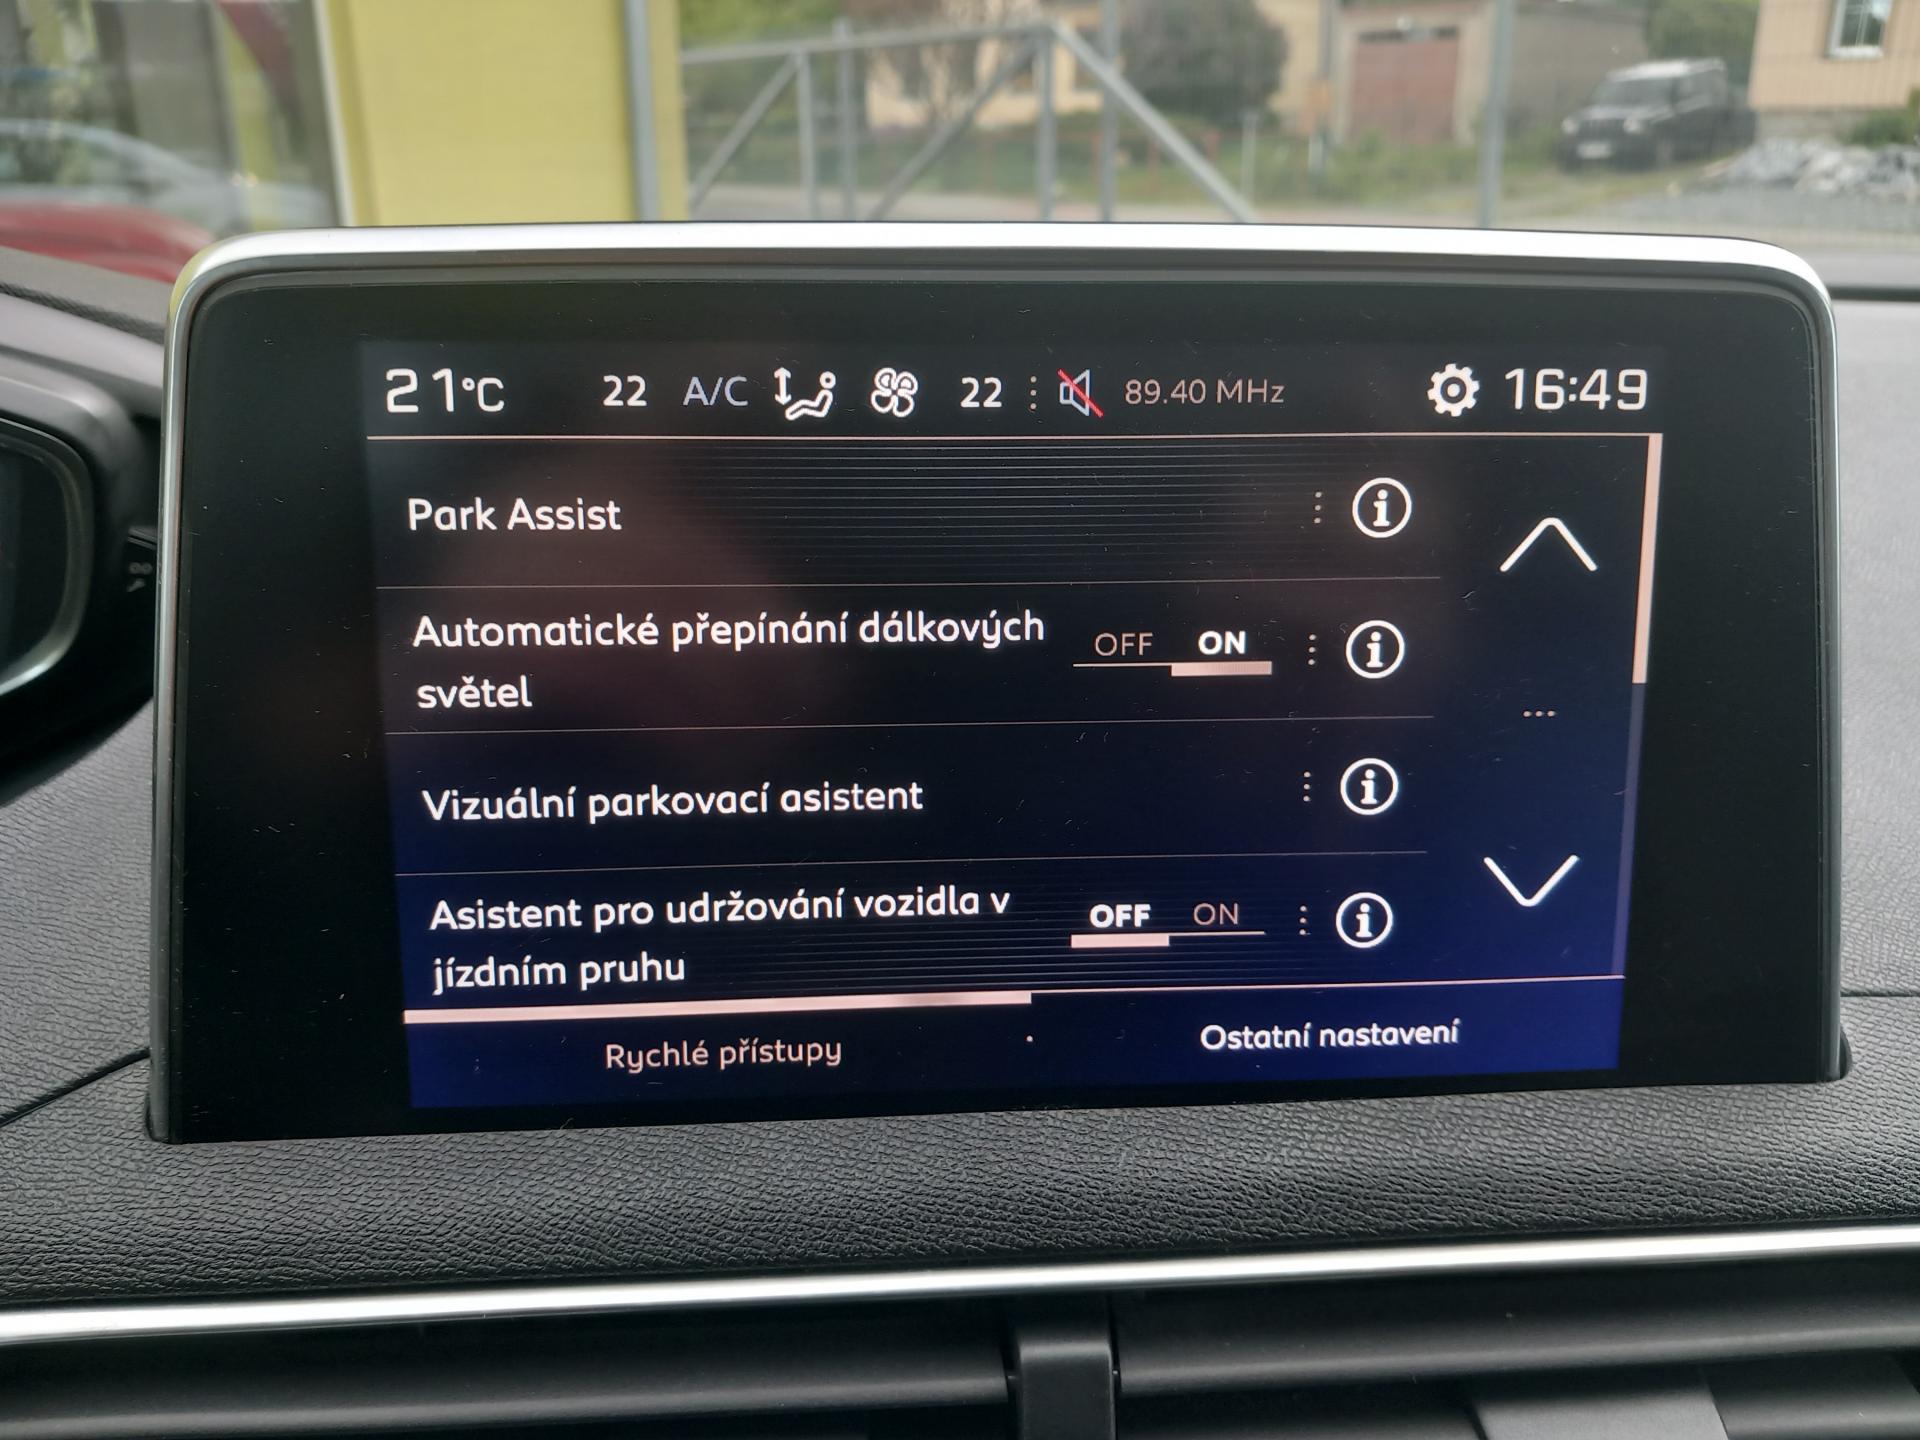 21°C 22 A/C 22 89.40 MHz 16:49
Park Assist
Automatické přepínání dálkových
světel
OFF ON
Vizuální parkovací asistent
Asistent pro udržování vozidla v
jízdním pruhu
OFF ON
Rychlé přístupy Ostatní nastavení